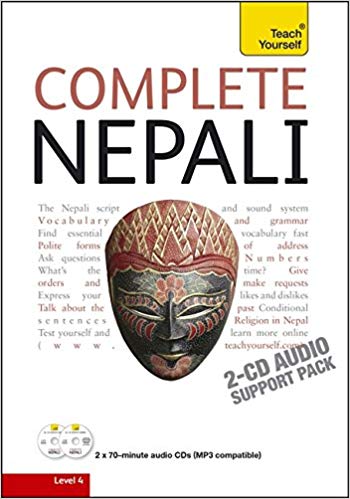 Teach®
Yourself
COMPLETE
NEPALI
The Nepali script and sound system
Vocabulary and grammar
Find essential vocabulary fast
Polite forms of address
Ask questions Numbers
What's the time? Give
orders and make requests
Express your likes and dislikes
Talk about the past Conditional
sentences Religion in Nepal
Test yourself and learn more online
(www. teachyourself.com
2-CD AUDIO
SUPPORT PACK
NEPALI
NEPALI
2 x 70-minute audio CDs (MP3 compatible)
Level 4